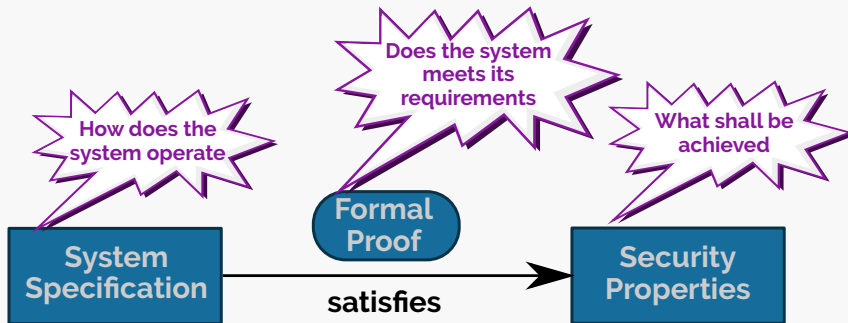 Does the system
meets its
requirements
How does the
system operate
What shall be
achieved
Formal
Proof
System
Specification
satisfies
Security
Properties